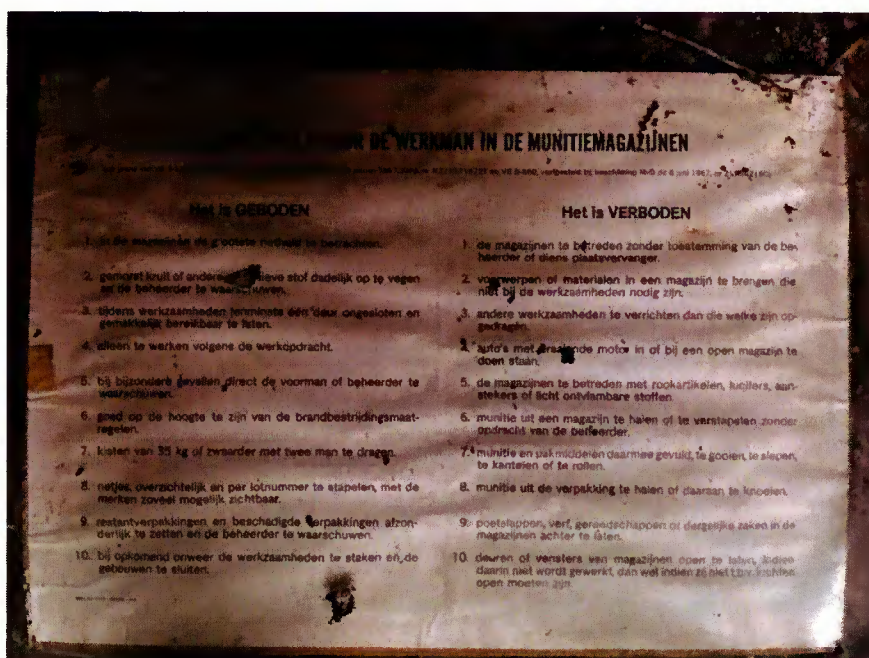 DE WERKMAN IN DE MUNITIEMAGAZIJNEN
Het is GEBODEN
1. in de magazijnen de grootste netheid te betrachten.
2. gemorst kruit of andere stof dadelijk op te vegen
en de beheerder te waarschuwen.
3. tijdens werkzaamheden tenminste één deur ongesloten en
gemakkelijk bereikbaar te laten.
4. alleen te werken volgens de werkopdracht.
5. bij bijzondere gevallen direct de voorman of beheerder te
waarschuwen.
6. goed op de hoogte te zijn van de brandbestrijdingsmaat-
regelen.
7. kisten van 35 kg of zwaarder met twee man te dragen.
8. netjes, overzichtelijk en per lotnummer te stapelen, met de
merken zoveel mogelijk zichtbaar.
9. restantverpakkingen en beschadigde verpakkingen afzon-
derlijk te zetten en de beheerder te waarschuwen.
10. bij opkomend onweer de werkzaamheden te staken en de
gebouwen te sluiten.
Het is VERBODEN
1. de magazijnen te betreden zonder toestemming van de be-
heerder of diens plaatsvervanger.
2. voorwerpen of materialen in een magazijn te brengen die
niet bij de werkzaamheden nodig zijn.
3. andere werkzaamheden te verrichten dan die welke zijn op-
gedragen.
4. auto's met draaiende motor in of bij een open magazijn te
doen staan.
5. de magazijnen te betreden met rookartikelen, lucifers, aan-
stekers of licht ontvlambare stoffen.
6. munitie uit een magazijn te halen of te verstapelen zonder
opdracht van de beheerder.
7. munitie en pakmiddelen daarmee gevuld, te gooien, te slepen,
te kantelen of te rollen.
8. munitie uit de verpakking te halen of daaraan te knoeien.
9. poetslappen, verf, gereedschappen of dergelijke zaken in de
magazijnen achter te laten.
10. deuren of vensters van magazijnen open te laten, indien
daarin niet wordt gewerkt, dan wel indien zij niet t.b.v. luchten
open moeten zijn.